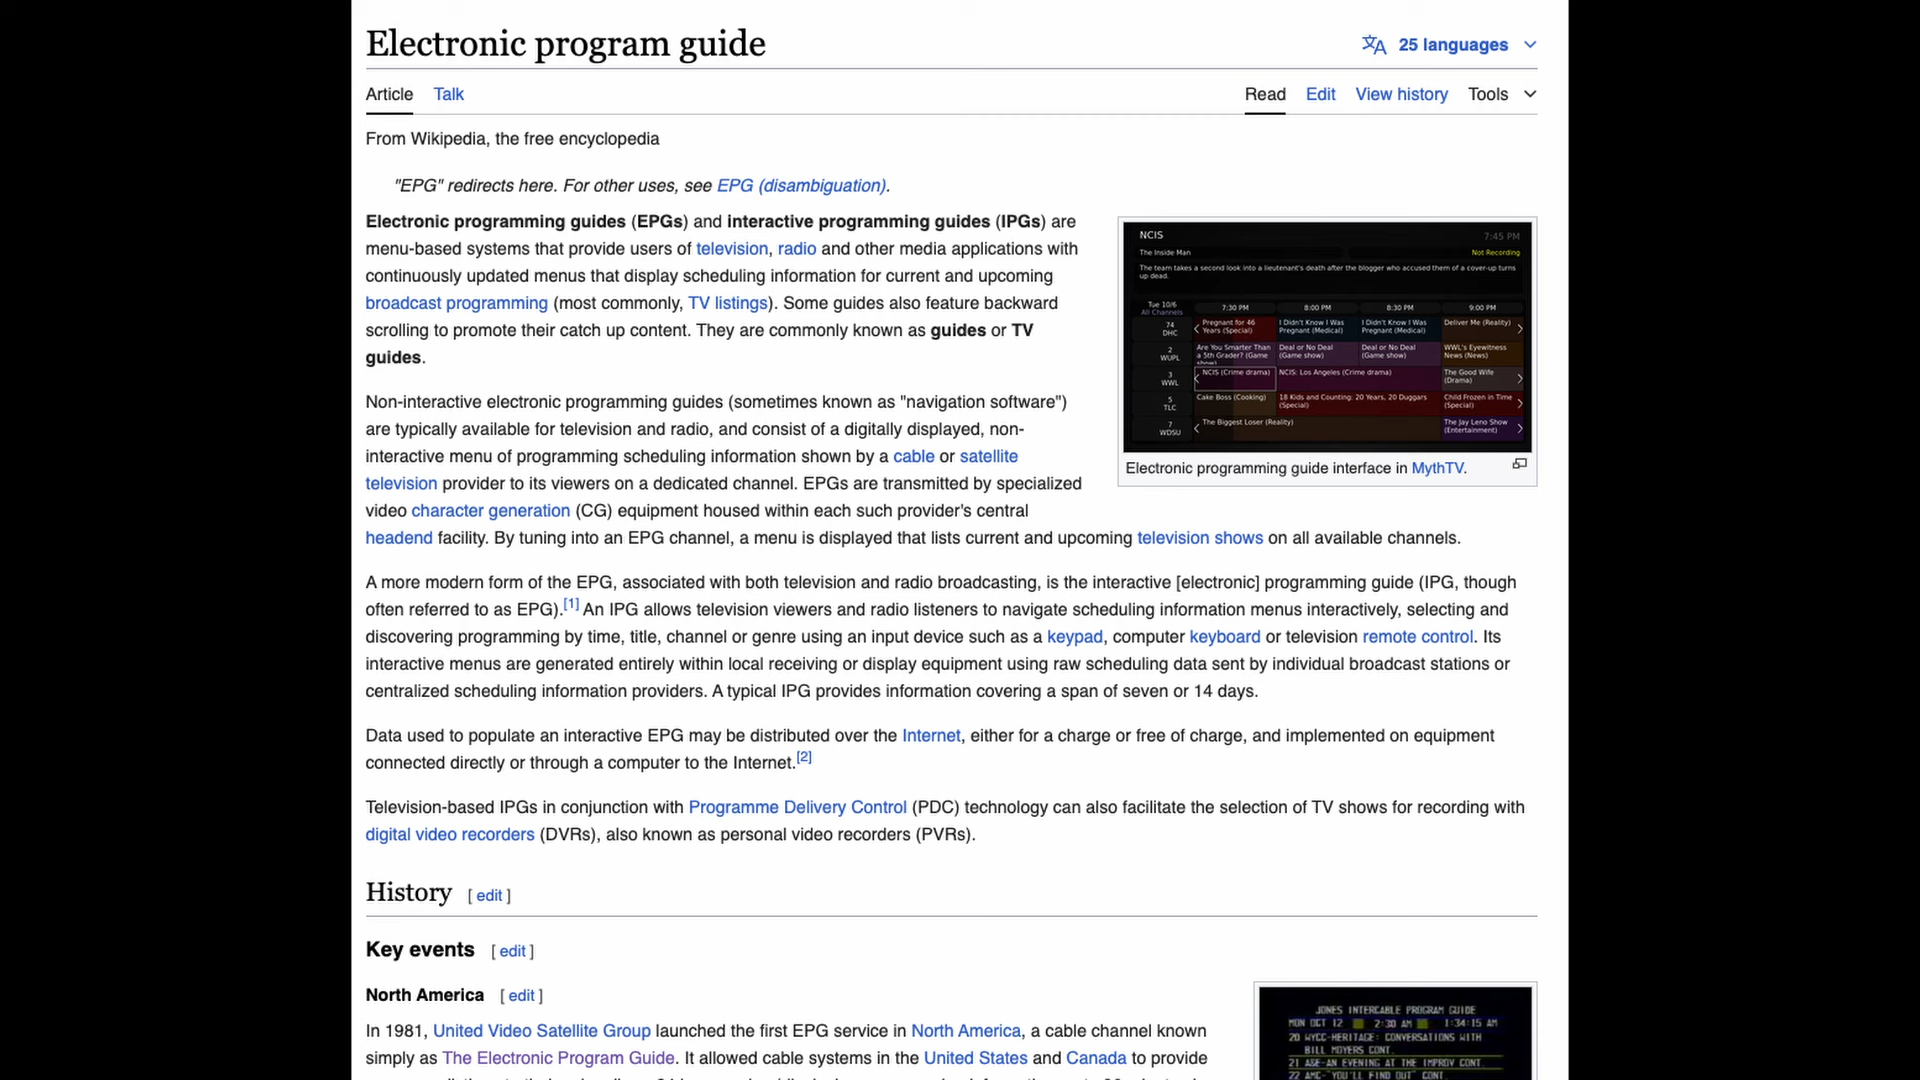 Electronic program guide
25 languages
Article Talk Read Edit View history Tools
From Wikipedia, the free encyclopedia
"EPG" redirects here. For other uses, see EPG (disambiguation).
Electronic programming guides (EPGs) and interactive programming guides (IPGs) are
menu-based systems that provide users of television, radio and other media applications with
continuously updated menus that display scheduling information for current and upcoming
broadcast programming (most commonly, TV listings). Some guides also feature backward
scrolling to promote their catch up content. They are commonly known as guides or TV
guides.
NCIS 7:45 PM
The Inside Man Not Recording
The team takes a second look into a lieutenant's death after the blogger who accused them of a cover-up turns
up dead.
Tue 10/6 7:30 PM 8:00 PM 8:30 PM 9:00 PM
All Channels
74 DHC Pregnant for 46 Years (Special) I Didn't Know I Was Pregnant (Medical) I Didn't Know I Was Pregnant (Medical) Deliver Me (Reality)
2 WUPL Are You Smarter Than a 5th Grader? (Game show) Deal or No Deal (Game show) Deal or No Deal (Game show) WWL's Eyewitness News (News)
3 WWL NCIS (Crime drama) NCIS: Los Angeles (Crime drama) The Good Wife (Drama)
5 TLC Cake Boss (Cooking) 18 Kids and Counting: 20 Years, 20 Duggars (Special) Child Frozen in Time (Special)
7 WDSU The Biggest Loser (Reality) The Jay Leno Show (Entertainment)
Electronic programming guide interface in MythTV.
Non-interactive electronic programming guides (sometimes known as "navigation software")
are typically available for television and radio, and consist of a digitally displayed, non-
interactive menu of programming scheduling information shown by a cable or satellite
television provider to its viewers on a dedicated channel. EPGs are transmitted by specialized
video character generation (CG) equipment housed within each such provider's central
headend facility. By tuning into an EPG channel, a menu is displayed that lists current and upcoming television shows on all available channels.
A more modern form of the EPG, associated with both television and radio broadcasting, is the interactive [electronic] programming guide (IPG, though
often referred to as EPG).[1] An IPG allows television viewers and radio listeners to navigate scheduling information menus interactively, selecting and
discovering programming by time, title, channel or genre using an input device such as a keypad, computer keyboard or television remote control. Its
interactive menus are generated entirely within local receiving or display equipment using raw scheduling data sent by individual broadcast stations or
centralized scheduling information providers. A typical IPG provides information covering a span of seven or 14 days.
Data used to populate an interactive EPG may be distributed over the Internet, either for a charge or free of charge, and implemented on equipment
connected directly or through a computer to the Internet.[2]
Television-based IPGs in conjunction with Programme Delivery Control (PDC) technology can also facilitate the selection of TV shows for recording with
digital video recorders (DVRs), also known as personal video recorders (PVRs).
History [ edit ]
Key events [ edit ]
North America [ edit ]
In 1981, United Video Satellite Group launched the first EPG service in North America, a cable channel known
simply as The Electronic Program Guide. It allowed cable systems in the United States and Canada to provide
JONES INTERCABLE PROGRAM GUIDE
MON OCT 12 2:30 AM 1:34:15 AM
20 WYCC-HERITAGE: CONVERSATIONS WITH
BILL MOYERS CONT.
21 A&E-AN EVENING AT THE IMPROV CONT.
22 AMC-"YOU'LL FIND OUT" CONT.